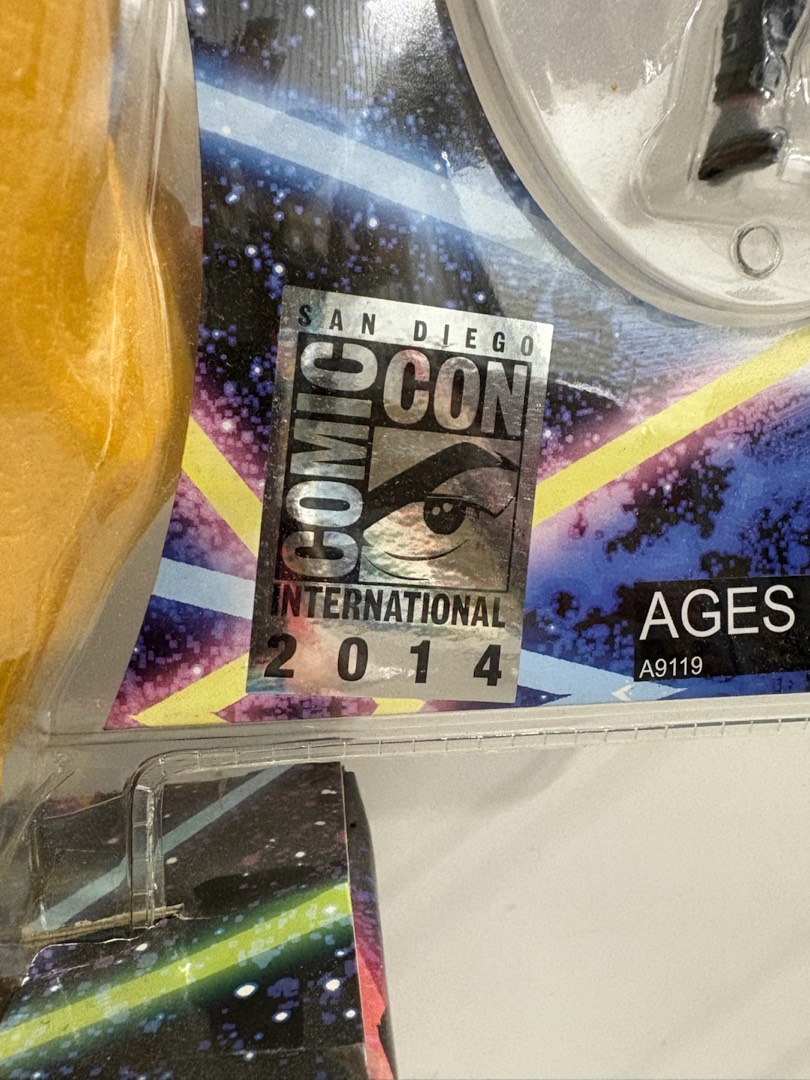 SAN DIEGO
COMIC CON
INTERNATIONAL
2014
AGES
A9119